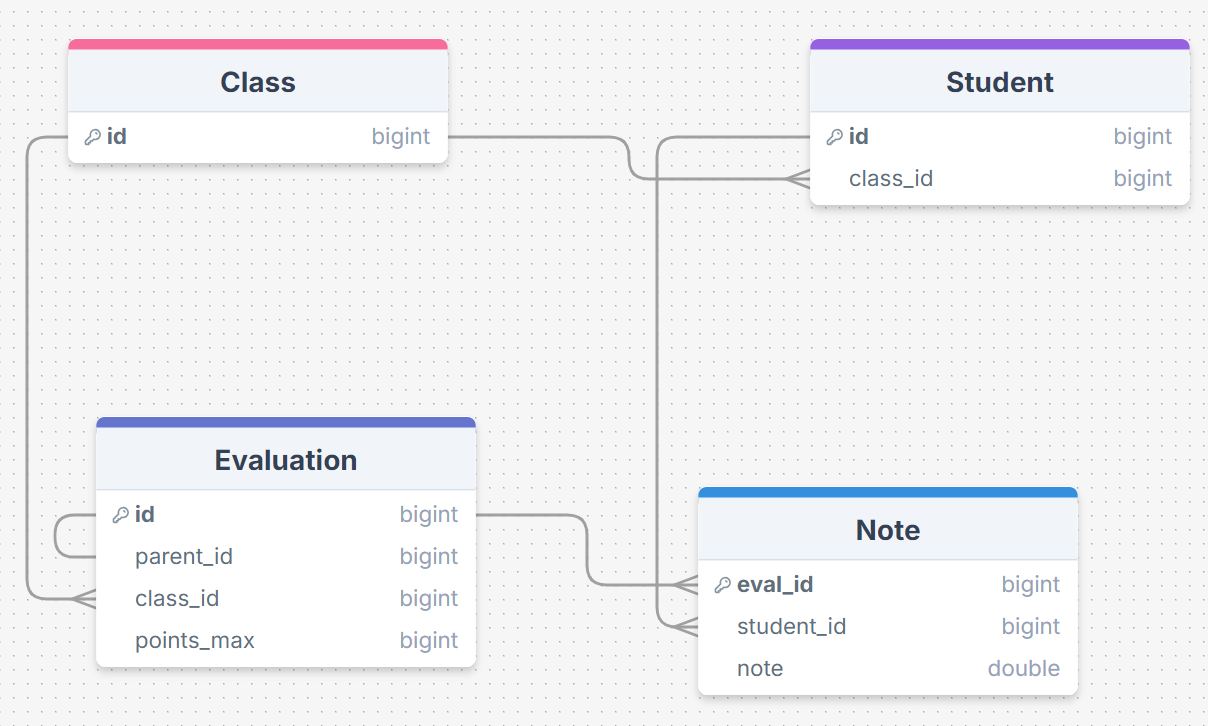 Class
id bigint
Student
id bigint
class_id bigint
Evaluation
id bigint
parent_id bigint
class_id bigint
points_max bigint
Note
eval_id bigint
student_id bigint
note double